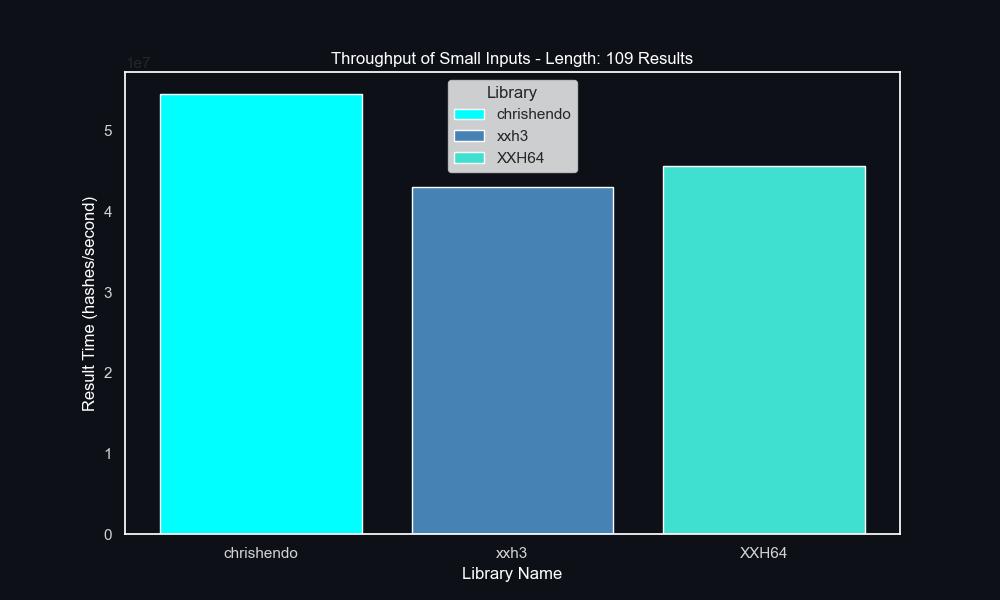 Throughput of Small Inputs - Length: 109 Results
1e7
Library
chrishendo
xxh3
XXH64
5
4
3
2
1
0
Result Time (hashes/second)
chrishendo xxh3 XXH64
Library Name